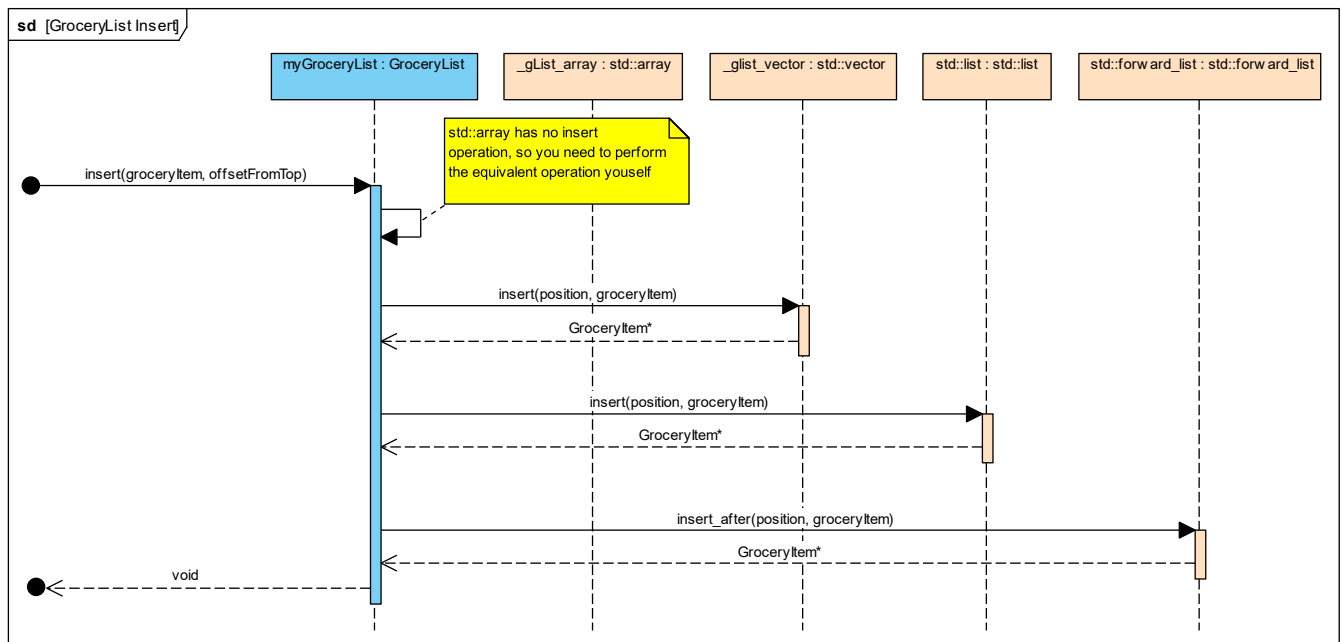 sd [GroceryList Insert]
myGroceryList : GroceryList
_gList_array : std::array
_glist_vector : std::vector
std::list : std::list
std::forward_list : std::forward_list
std::array has no insert
operation, so you need to perform
the equivalent operation youself
insert(groceryItem, offsetFromTop)
insert(position, groceryItem)
GroceryItem*
insert(position, groceryItem)
GroceryItem*
insert_after(position, groceryItem)
GroceryItem*
void